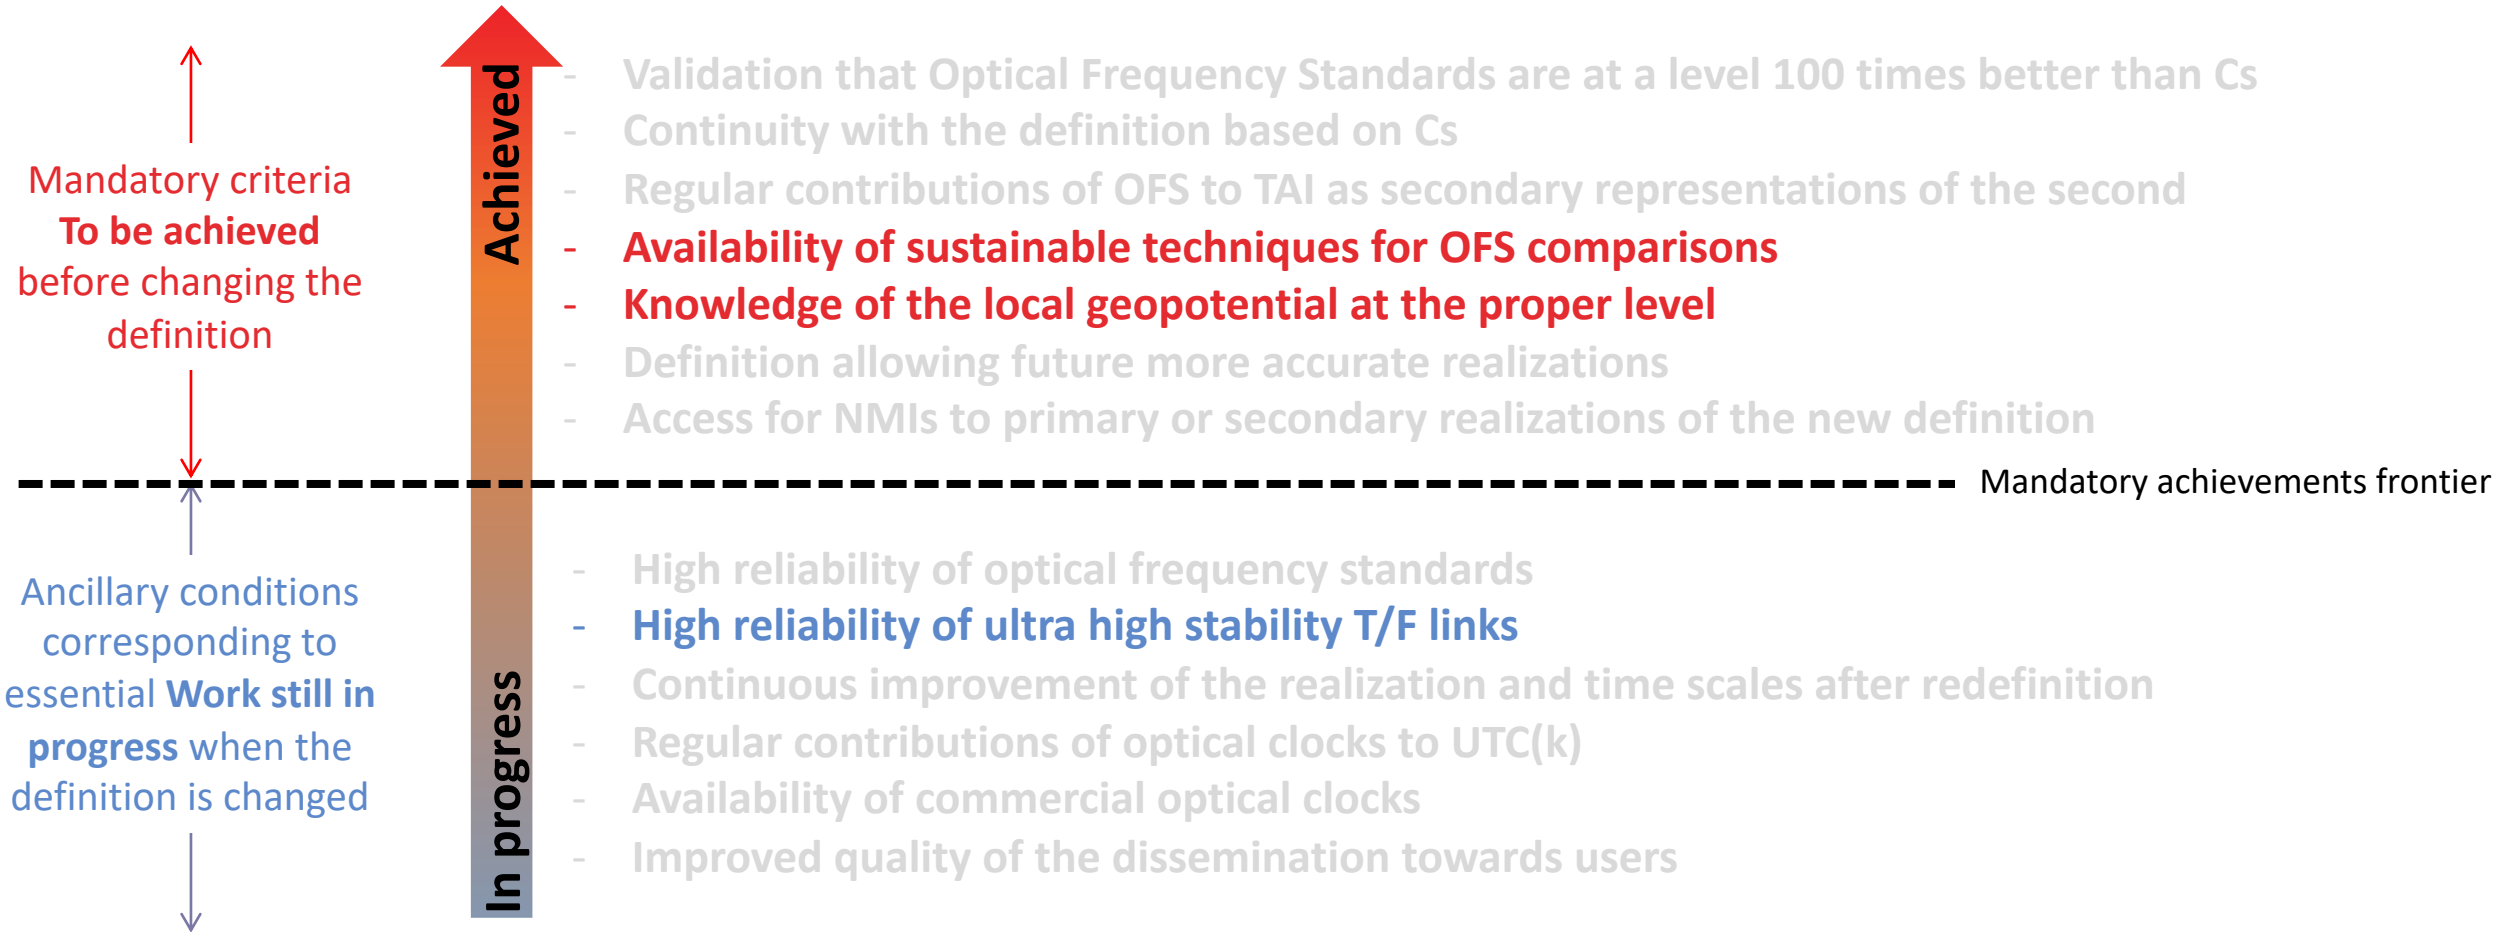 Mandatory criteria
To be achieved
before changing the
definition
Achieved
- Validation that Optical Frequency Standards are at a level 100 times better than Cs
- Continuity with the definition based on Cs
- Regular contributions of OFS to TAI as secondary representations of the second
- Availability of sustainable techniques for OFS comparisons
- Knowledge of the local geopotential at the proper level
- Definition allowing future more accurate realizations
- Access for NMIs to primary or secondary realizations of the new definition
Mandatory achievements frontier
Ancillary conditions
corresponding to
essential Work still in
progress when the
definition is changed
In progress
- High reliability of optical frequency standards
- High reliability of ultra high stability T/F links
- Continuous improvement of the realization and time scales after redefinition
- Regular contributions of optical clocks to UTC(k)
- Availability of commercial optical clocks
- Improved quality of the dissemination towards users